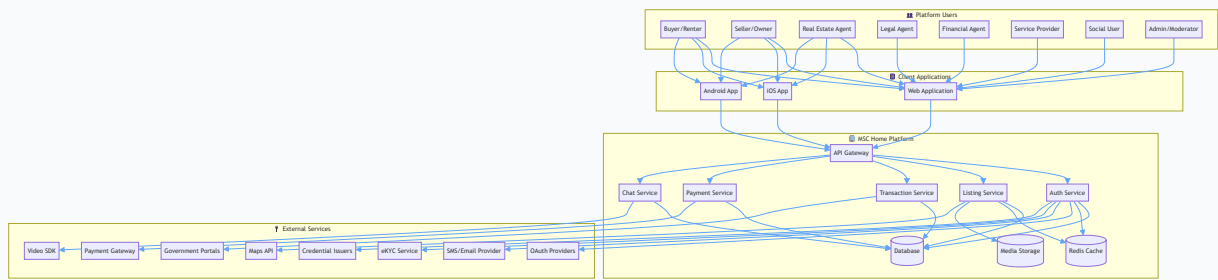 Platform Users
Buyer/Renter
Seller/Owner
Real Estate Agent
Legal Agent
Financial Agent
Service Provider
Social User
Admin/Moderator
Client Applications
Android App
iOS App
Web Application
MSC Home Platform
API Gateway
Chat Service
Payment Service
Transaction Service
Listing Service
Auth Service
Database
Media Storage
Redis Cache
External Services
Video SDK
Payment Gateway
Government Portals
Maps API
Credential Issuers
eKYC Service
SMS/Email Provider
OAuth Providers